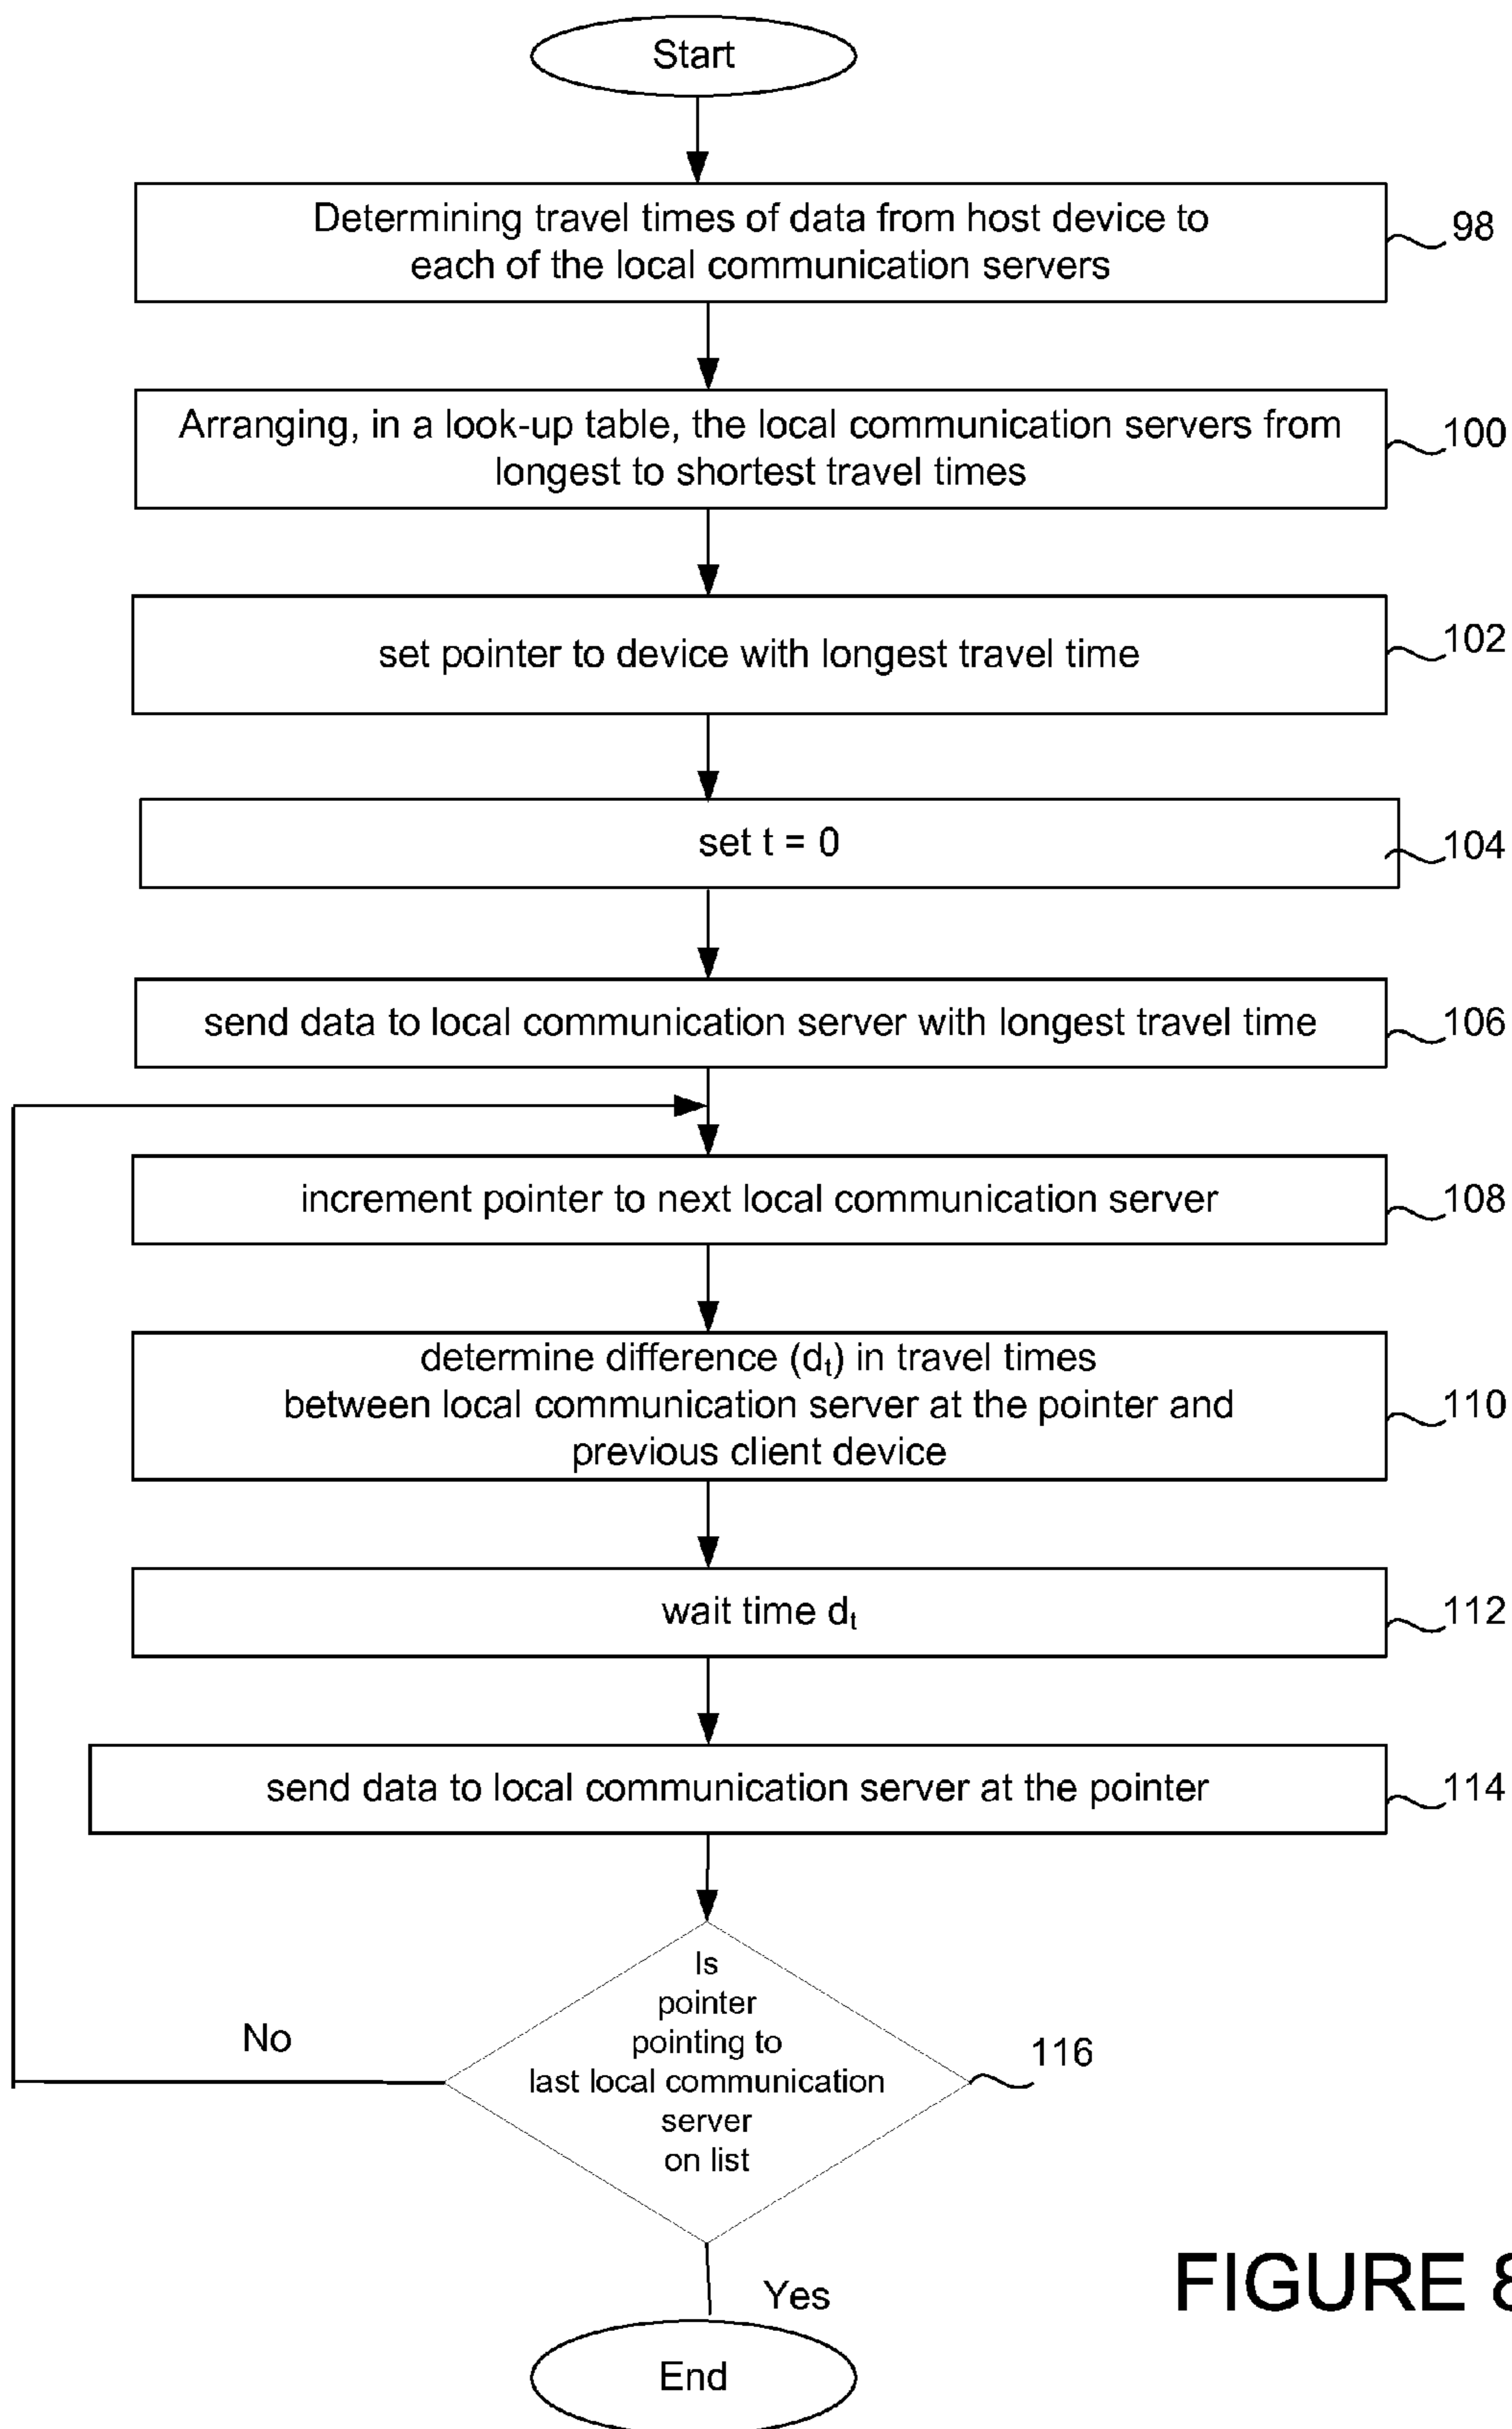 Start
Determining travel times of data from host device to
each of the local communication servers
98
Arranging, in a look-up table, the local communication servers from
longest to shortest travel times
100
set pointer to device with longest travel time
102
set t = 0
104
send data to local communication server with longest travel time
106
increment pointer to next local communication server
108
determine difference (dₜ) in travel times
between local communication server at the pointer and
previous client device
110
wait time dₜ
112
send data to local communication server at the pointer
114
Is
pointer
pointing to
last local communication
server
on list
No
116
Yes
FIGURE 8
End